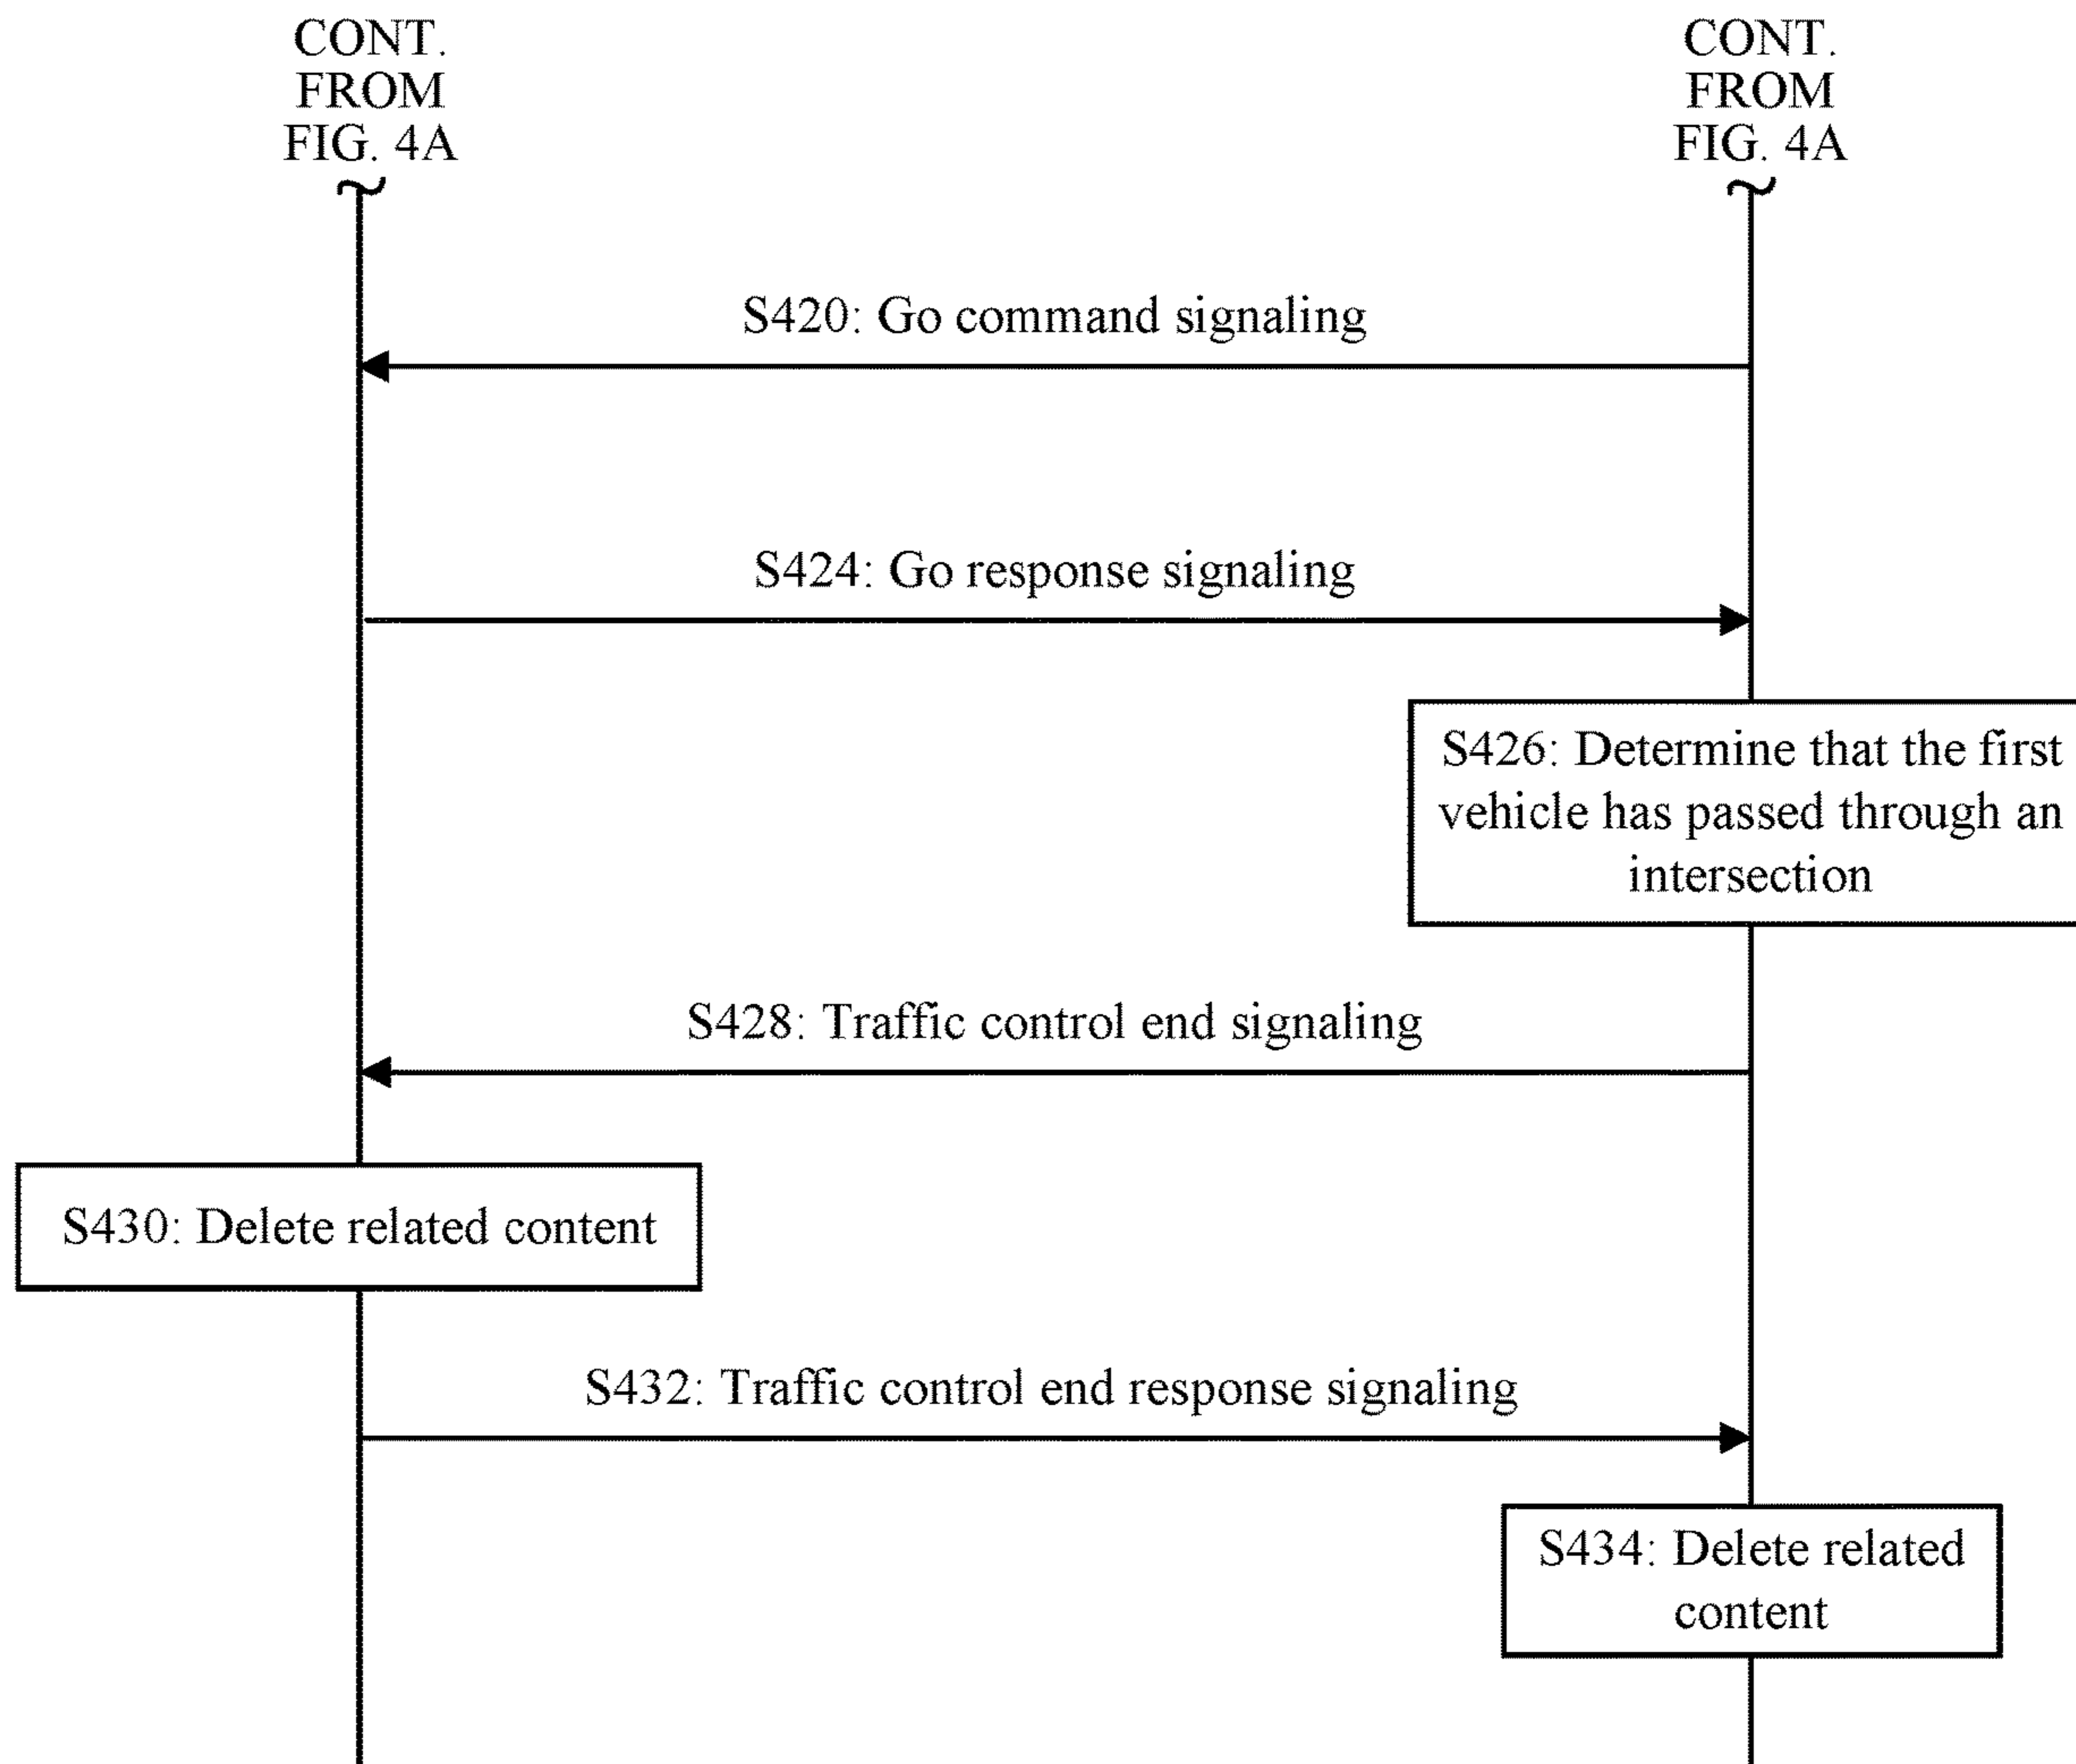 CONT.
FROM
FIG. 4A
CONT.
FROM
FIG. 4A
S420: Go command signaling
S424: Go response signaling
S426: Determine that the first
vehicle has passed through an
intersection
S428: Traffic control end signaling
S430: Delete related content
S432: Traffic control end response signaling
S434: Delete related
content